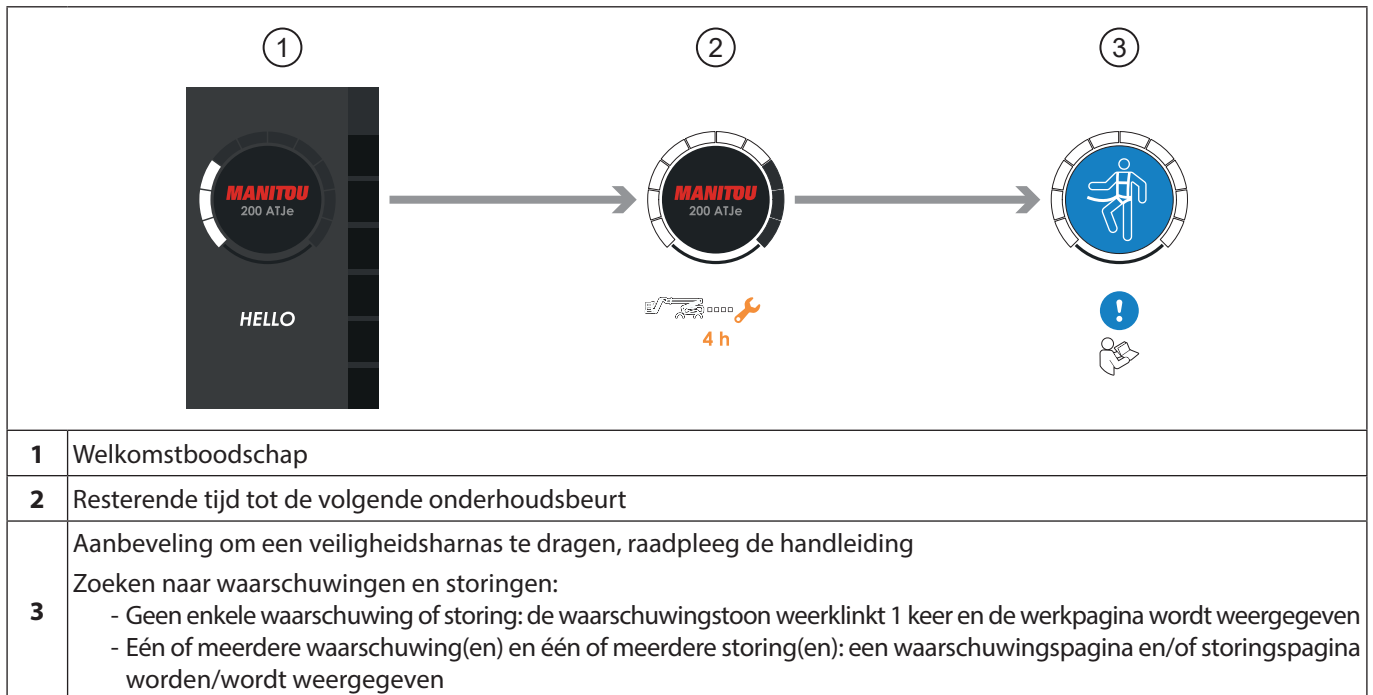 1 2 3
MANITOU
200 ATJe
HELLO
MANITOU
200 ATJe
4 h
!
1 Welkomstboodschap
2 Resterende tijd tot de volgende onderhoudsbeurt
3 Aanbeveling om een veiligheidsharnas te dragen, raadpleeg de handleiding
Zoeken naar waarschuwingen en storingen:
- Geen enkele waarschuwing of storing: de waarschuwingstoon weerklinkt 1 keer en de werkpagina wordt weergegeven
- Eén of meerdere waarschuwing(en) en één of meerdere storing(en): een waarschuwingspagina en/of storingspagina
worden/wordt weergegeven